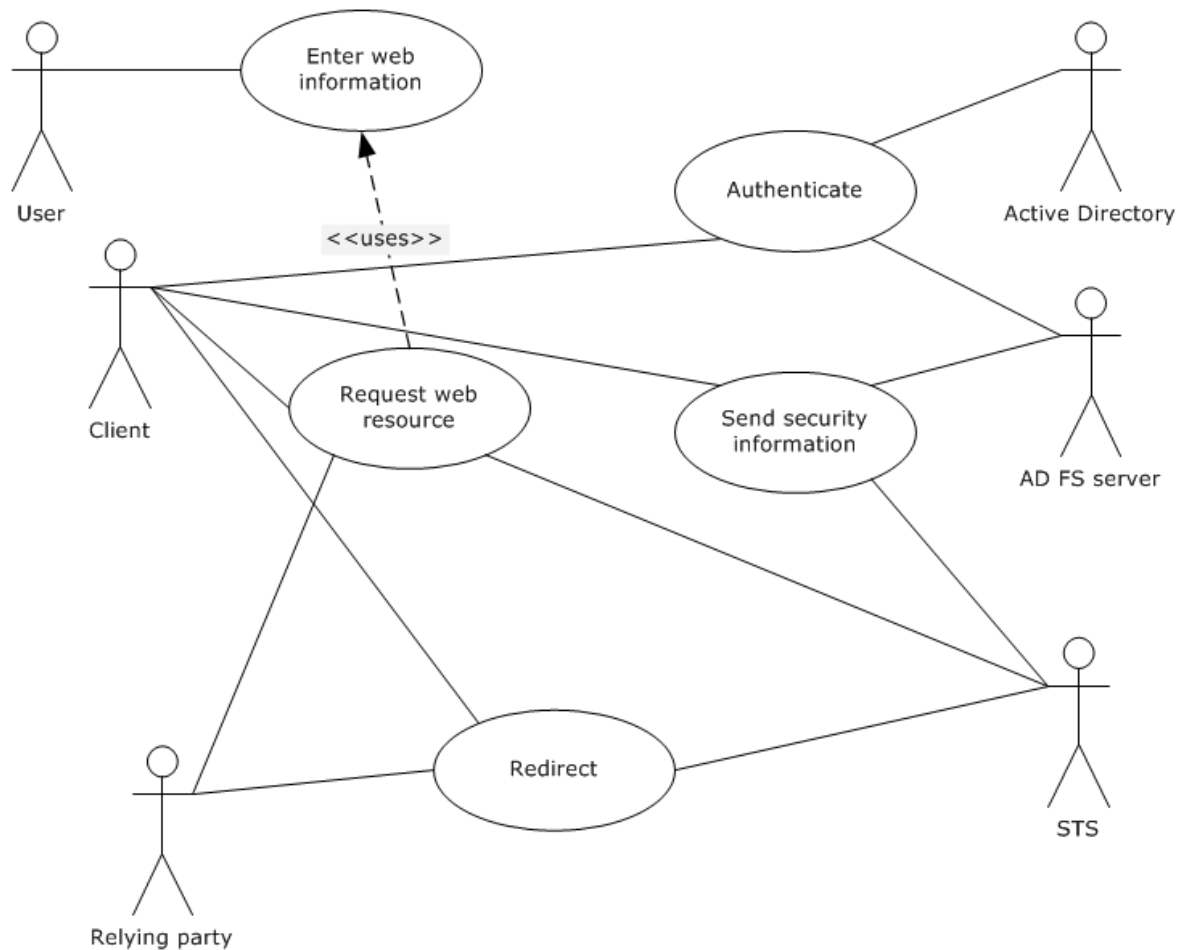 Enter web
information
User
Authenticate
Active Directory
<<uses>>
Client
Request web
resource
Send security
information
AD FS server
Redirect
STS
Relying party